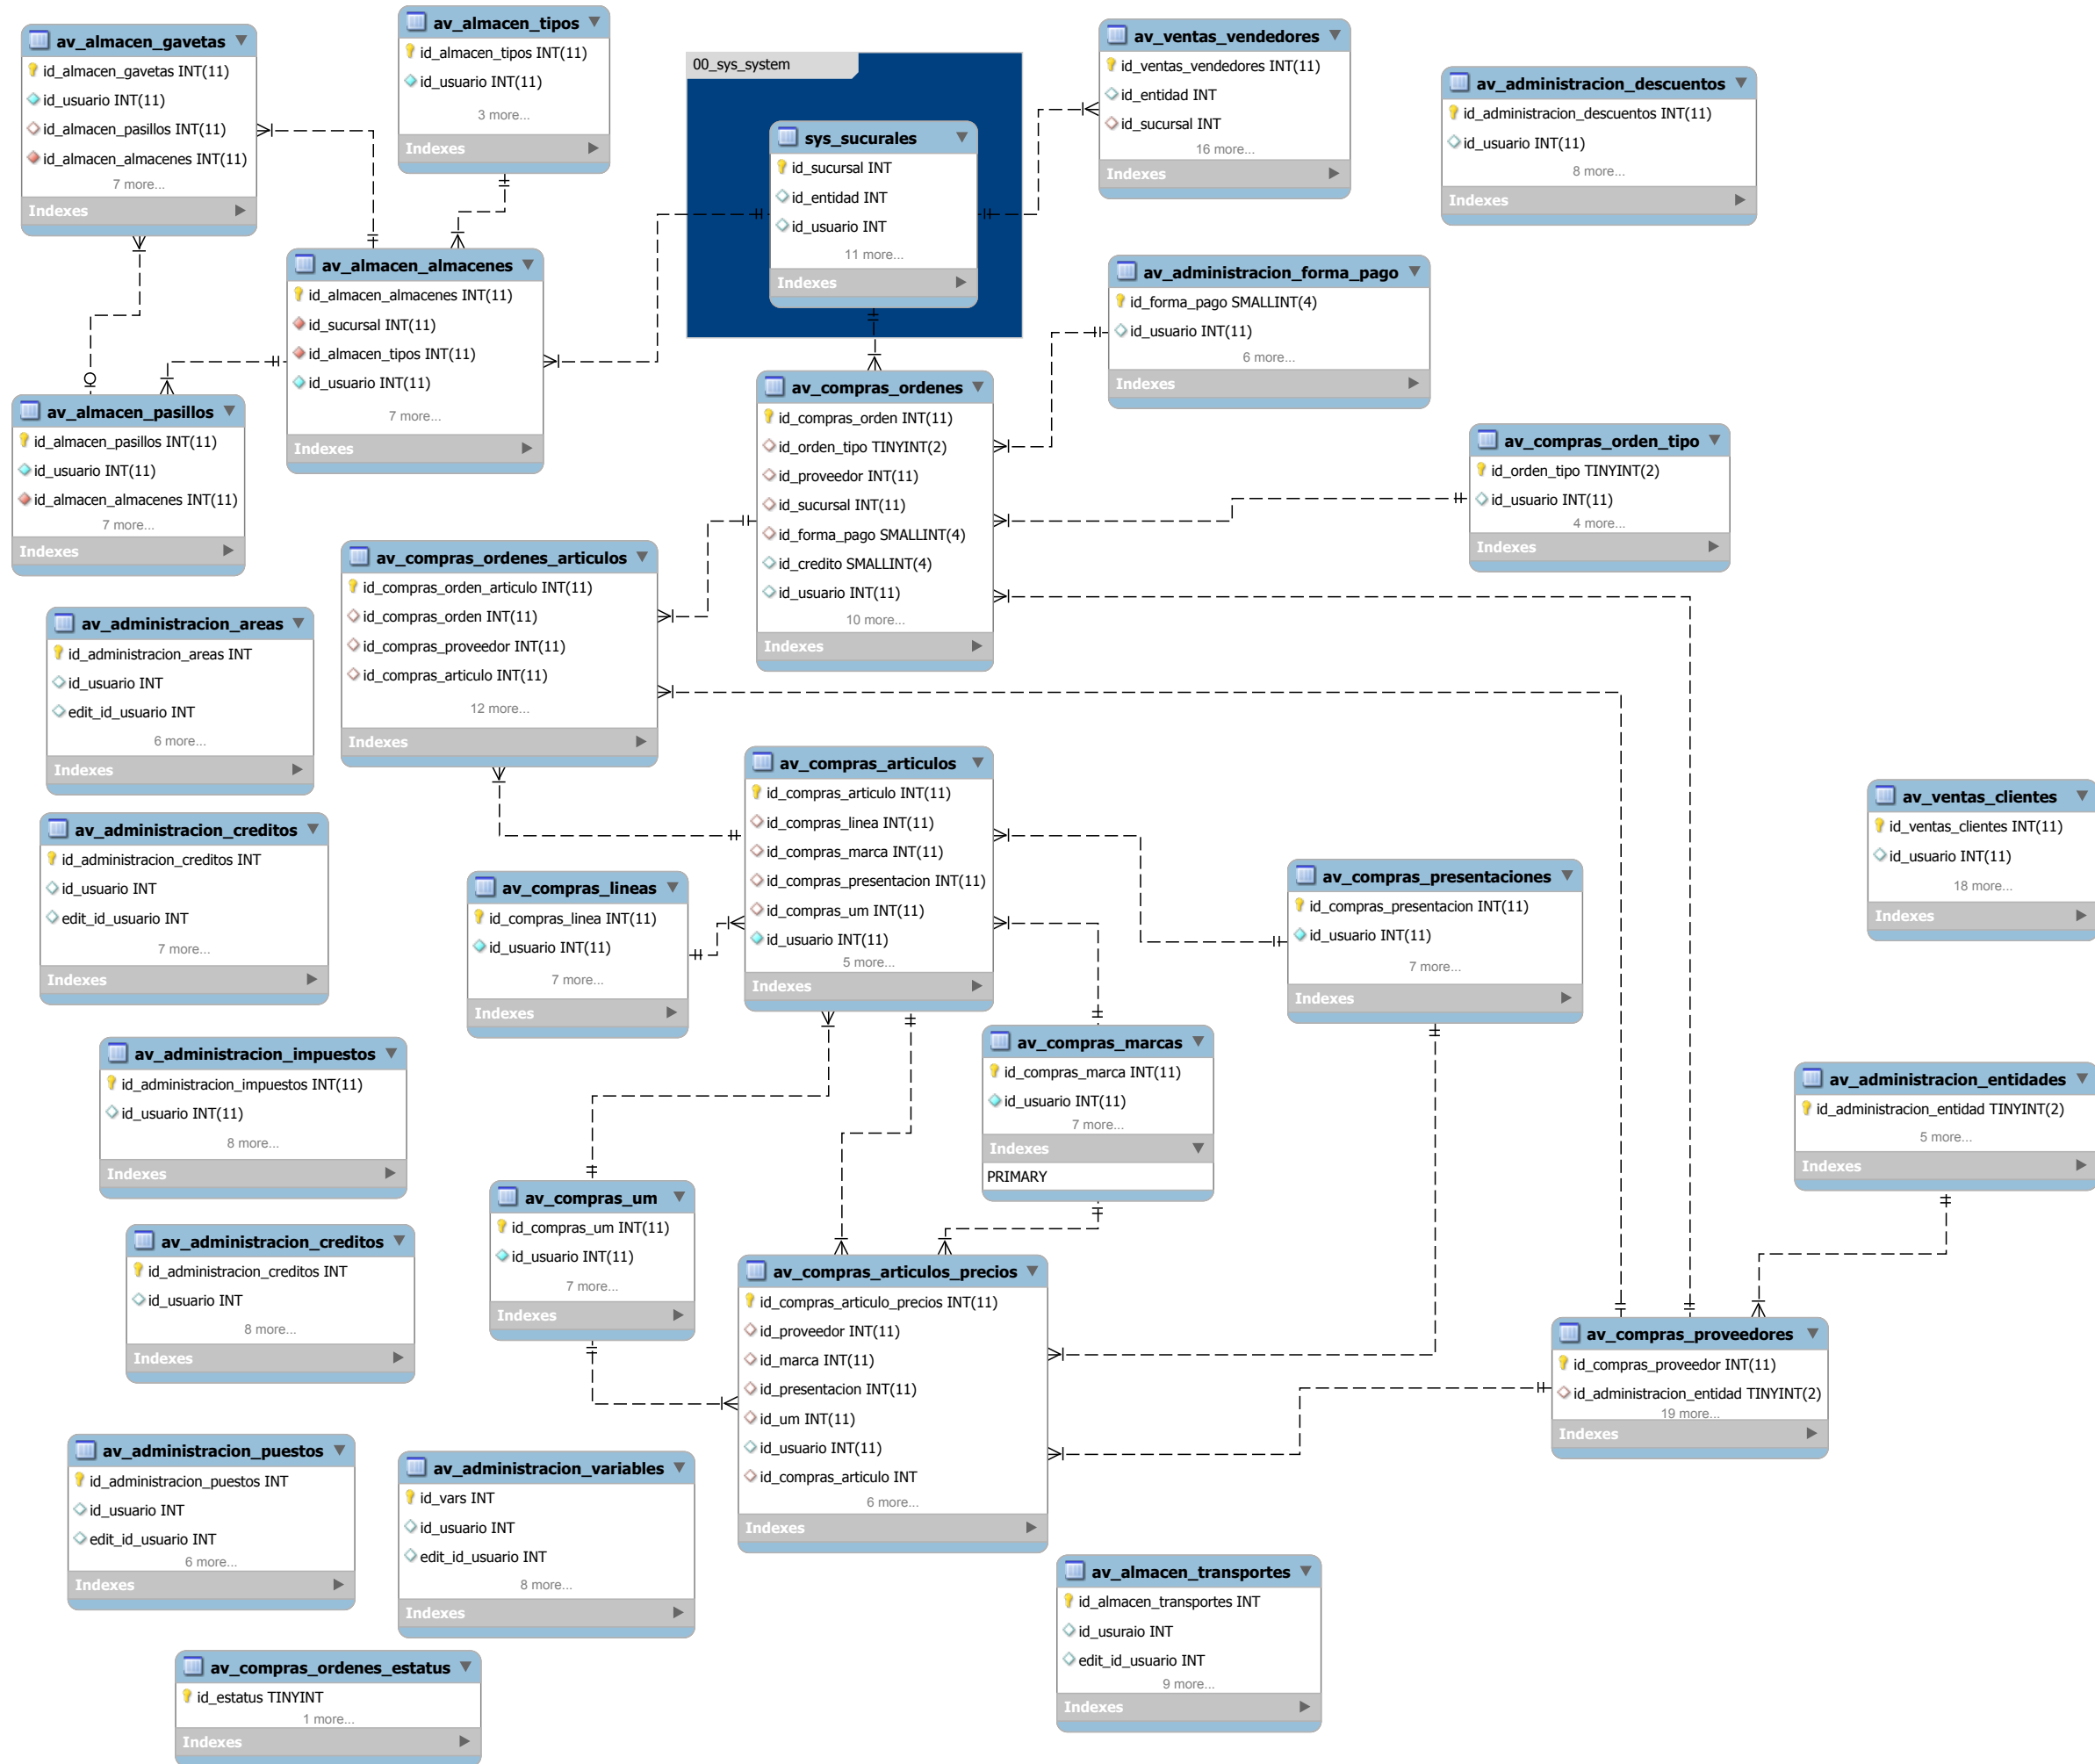 av_almacen_gavetas
id_almacen_gavetas INT(11)
id_usuario INT(11)
id_almacen_pasillos INT(11)
id_almacen_almacenes INT(11)
7 more...
Indexes
av_almacen_tipos
id_almacen_tipos INT(11)
id_usuario INT(11)
3 more...
Indexes
00_sys_system
sys_sucurales
id_sucursal INT
id_entidad INT
id_usuario INT
11 more...
Indexes
av_ventas_vendedores
id_ventas_vendedores INT(11)
id_entidad INT
id_sucursal INT
16 more...
Indexes
av_administracion_descuentos
id_administracion_descuentos INT(11)
id_usuario INT(11)
8 more...
Indexes
av_almacen_almacenes
id_almacen_almacenes INT(11)
id_sucursal INT(11)
id_almacen_tipos INT(11)
id_usuario INT(11)
7 more...
Indexes
av_administracion_forma_pago
id_forma_pago SMALLINT(4)
id_usuario INT(11)
6 more...
Indexes
av_almacen_pasillos
id_almacen_pasillos INT(11)
id_usuario INT(11)
id_almacen_almacenes INT(11)
7 more...
Indexes
av_compras_ordenes
id_compras_orden INT(11)
id_orden_tipo TINYINT(2)
id_proveedor INT(11)
id_sucursal INT(11)
id_forma_pago SMALLINT(4)
id_credito SMALLINT(4)
id_usuario INT(11)
10 more...
Indexes
av_compras_orden_tipo
id_orden_tipo TINYINT(2)
id_usuario INT(11)
4 more...
Indexes
av_compras_ordenes_articulos
id_compras_orden_articulo INT(11)
id_compras_orden INT(11)
id_compras_proveedor INT(11)
id_compras_articulo INT(11)
12 more...
Indexes
av_administracion_areas
id_administracion_areas INT
id_usuario INT
edit_id_usuario INT
6 more...
Indexes
av_compras_articulos
id_compras_articulo INT(11)
id_compras_linea INT(11)
id_compras_marca INT(11)
id_compras_presentacion INT(11)
id_compras_um INT(11)
id_usuario INT(11)
5 more...
Indexes
av_ventas_clientes
id_ventas_clientes INT(11)
id_usuario INT(11)
18 more...
Indexes
av_administracion_creditos
id_administracion_creditos INT
id_usuario INT
edit_id_usuario INT
7 more...
Indexes
av_compras_lineas
id_compras_linea INT(11)
id_usuario INT(11)
7 more...
Indexes
av_compras_presentaciones
id_compras_presentacion INT(11)
id_usuario INT(11)
7 more...
Indexes
av_compras_marcas
id_compras_marca INT(11)
id_usuario INT(11)
7 more...
Indexes
PRIMARY
av_administracion_impuestos
id_administracion_impuestos INT(11)
id_usuario INT(11)
8 more...
Indexes
av_administracion_entidades
id_administracion_entidad TINYINT(2)
5 more...
Indexes
av_compras_um
id_compras_um INT(11)
id_usuario INT(11)
7 more...
Indexes
av_administracion_creditos
id_administracion_creditos INT
id_usuario INT
8 more...
Indexes
av_compras_articulos_precios
id_compras_articulo_precios INT(11)
id_proveedor INT(11)
id_marca INT(11)
id_presentacion INT(11)
id_um INT(11)
id_usuario INT(11)
id_compras_articulo INT
6 more...
Indexes
av_compras_proveedores
id_compras_proveedor INT(11)
id_administracion_entidad TINYINT(2)
19 more...
Indexes
av_administracion_puestos
id_administracion_puestos INT
id_usuario INT
edit_id_usuario INT
6 more...
Indexes
av_administracion_variables
id_vars INT
id_usuario INT
edit_id_usuario INT
8 more...
Indexes
av_almacen_transportes
id_almacen_transportes INT
id_usuraio INT
edit_id_usuario INT
9 more...
Indexes
av_compras_ordenes_estatus
id_estatus TINYINT
1 more...
Indexes